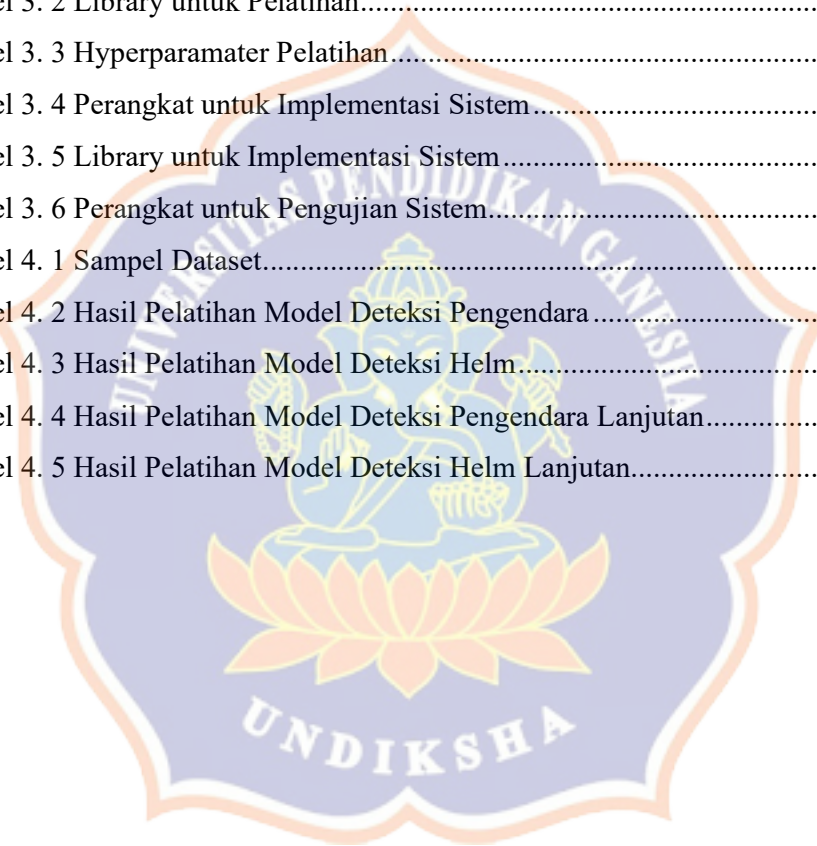 el 3. 2 Library untuk Pelatihan
el 3. 3 Hyperparamater Pelatihan
el 3. 4 Perangkat untuk Implementasi Sistem
el 3. 5 Library untuk Implementasi Sistem
el 3. 6 Perangkat untuk Pengujian Sistem
el 4. 1 Sampel Dataset
el 4. 2 Hasil Pelatihan Model Deteksi Pengendara
el 4. 3 Hasil Pelatihan Model Deteksi Helm
el 4. 4 Hasil Pelatihan Model Deteksi Pengendara Lanjutan
el 4. 5 Hasil Pelatihan Model Deteksi Helm Lanjutan
UNIVERSITAS PENDIDIKAN GANESHA
UNDIKSHA